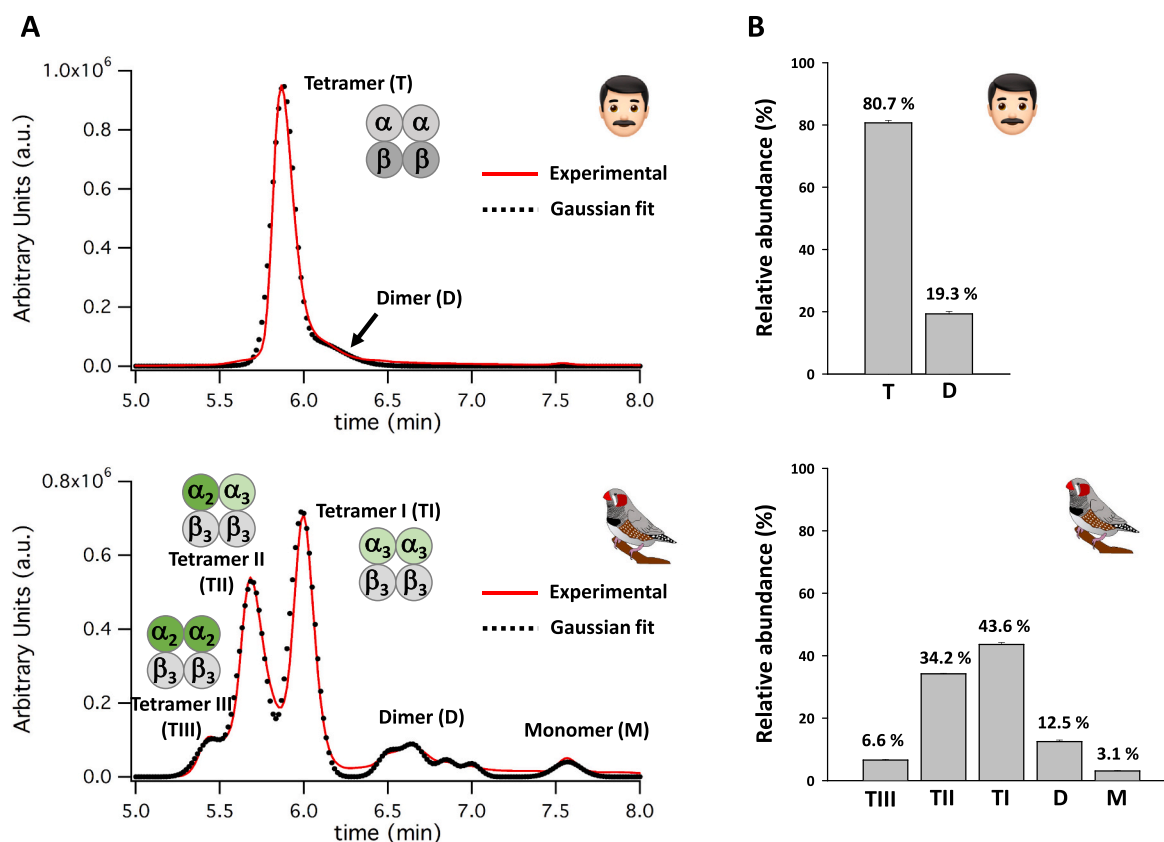 A
B
1.0x10⁶
0.8
0.6
0.4
0.2
0.0
Arbitrary Units (a.u.)
Tetramer (T)
α α
β β
Experimental
Gaussian fit
Dimer (D)
5.0 5.5 6.0 6.5 7.0 7.5 8.0
time (min)
100
80
60
40
20
0
Relative abundance (%)
80.7 %
19.3 %
T D
0.8x10⁶
0.6
0.4
0.2
0.0
Arbitrary Units (a.u.)
α₂ α₃
β₃ β₃
Tetramer II
(TII)
α₂ α₂
β₃ β₃
Tetramer III
(TIII)
Tetramer I (TI)
α₃ α₃
β₃ β₃
Experimental
Gaussian fit
Dimer (D)
Monomer (M)
5.0 5.5 6.0 6.5 7.0 7.5 8.0
time (min)
100
80
60
40
20
0
Relative abundance (%)
6.6 %
34.2 %
43.6 %
12.5 %
3.1 %
TIII TII TI D M